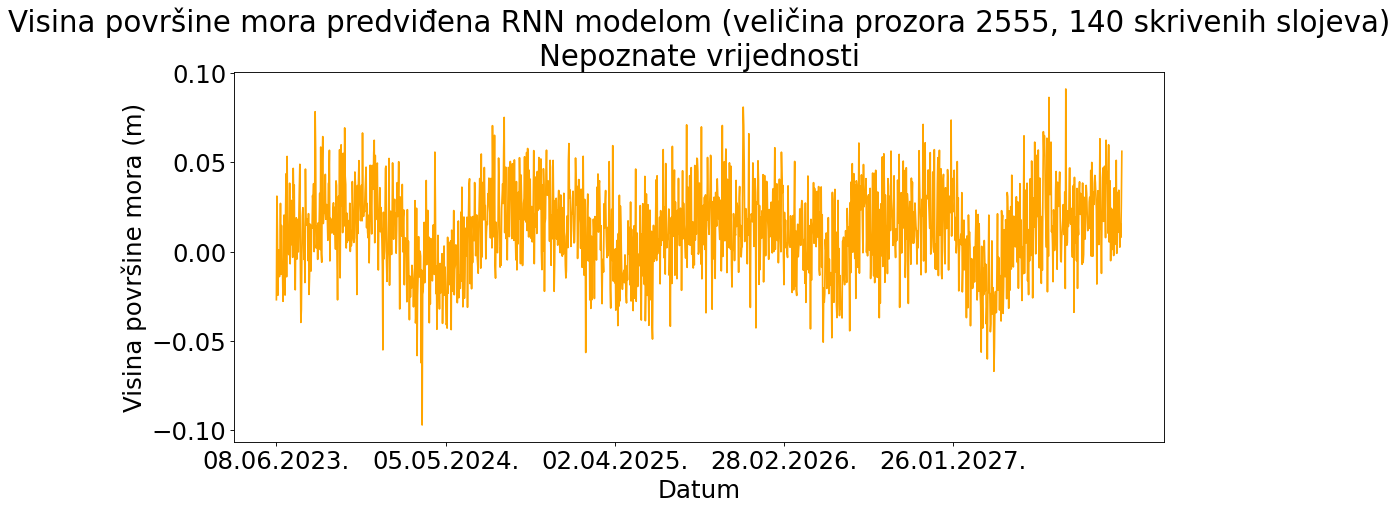 Visina površine mora predviđena RNN modelom (veličina prozora 2555, 140 skrivenih slojeva)
Nepoznate vrijednosti
Visina površine mora (m)
0.10
0.05
0.00
−0.05
−0.10
08.06.2023. 05.05.2024. 02.04.2025. 28.02.2026. 26.01.2027.
Datum